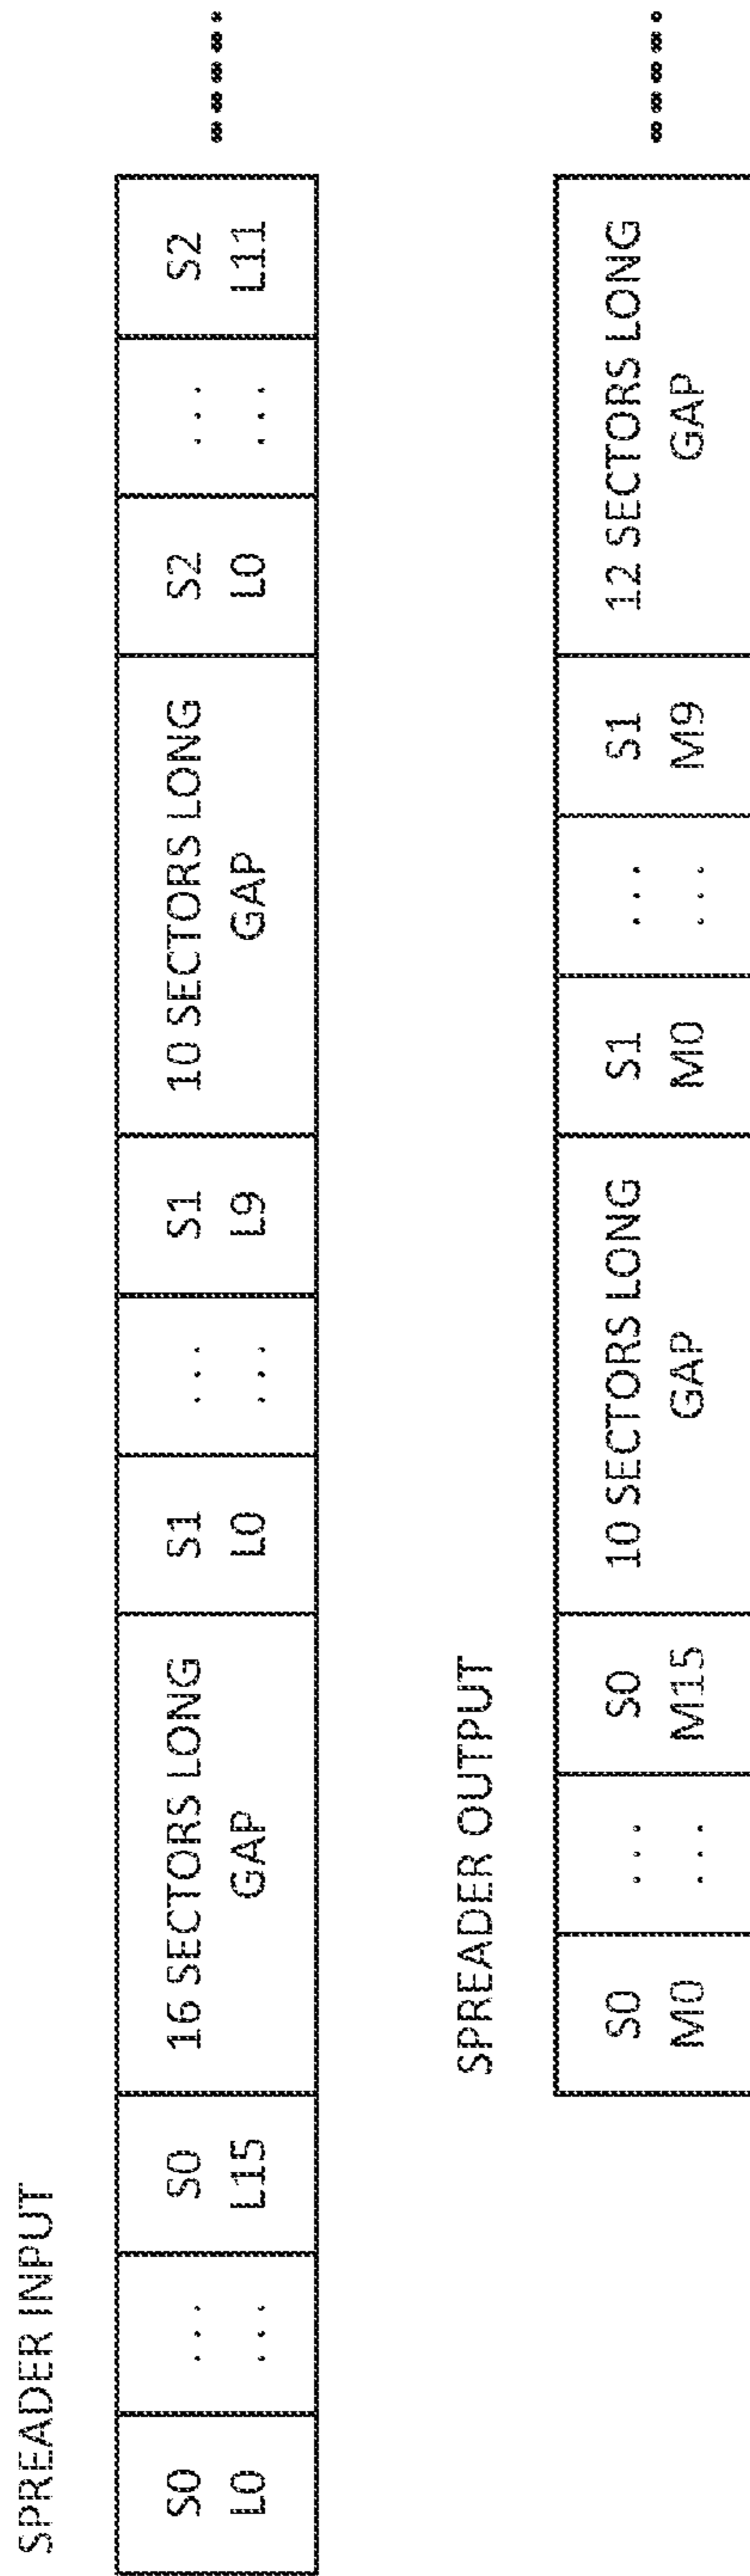 SPREADER INPUT
S0
L0
...
...
S0
L15
16 SECTORS LONG
GAP
S1
L0
...
...
S1
L9
10 SECTORS LONG
GAP
S2
L0
...
...
S2
L11
SPREADER OUTPUT
S0
M0
...
...
S0
M15
10 SECTORS LONG
GAP
S1
M0
...
...
S1
M9
12 SECTORS LONG
GAP